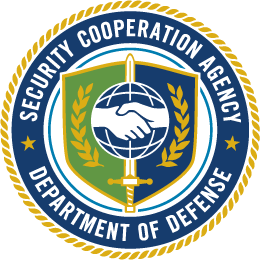 SECURITY COOPERATION AGENCY
DEPARTMENT OF DEFENSE